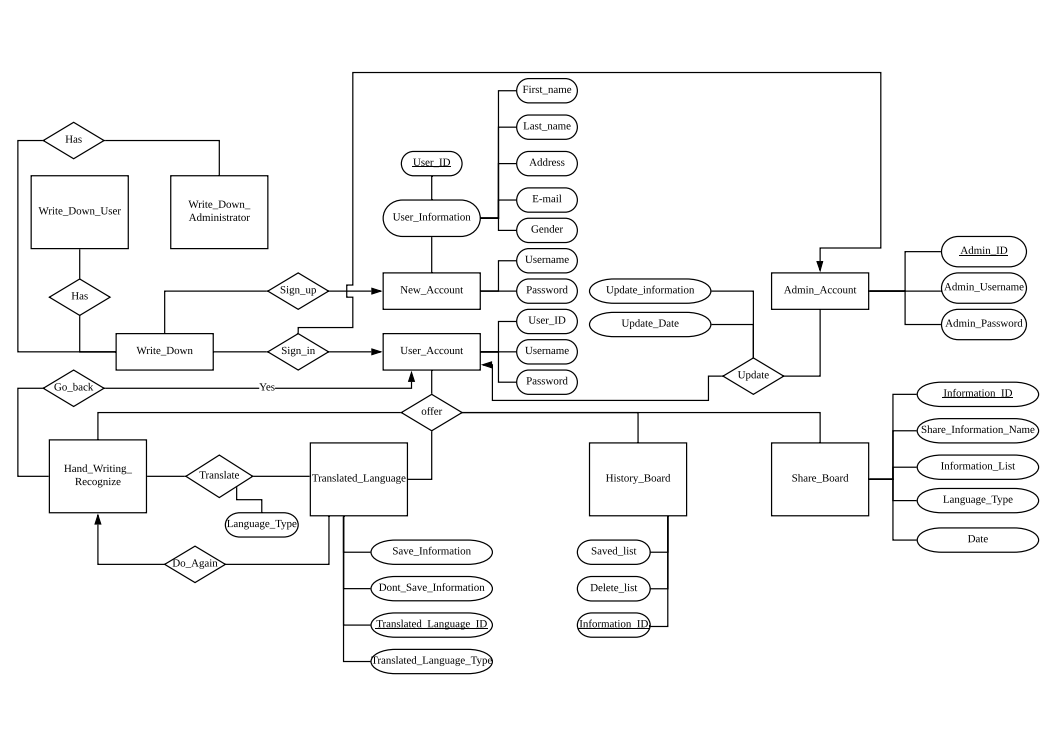 First_name
Last_name
Has
User_ID
Address
Write_Down_User
Write_Down_
Administrator
E-mail
User_Information
Gender
Admin_ID
Username
Has
Sign_up
New_Account
Password
Update_information
Admin_Account
Admin_Username
User_ID
Update_Date
Admin_Password
Write_Down
Sign_in
User_Account
Username
Go_back
Yes
Password
Update
Information_ID
offer
Share_Information_Name
Hand_Writing_
Recognize
Translate
Translated_Language
History_Board
Share_Board
Information_List
Language_Type
Language_Type
Date
Save_Information
Saved_list
Do_Again
Dont_Save_Information
Delete_list
Translated_Language_ID
Information_ID
Translated_Language_Type